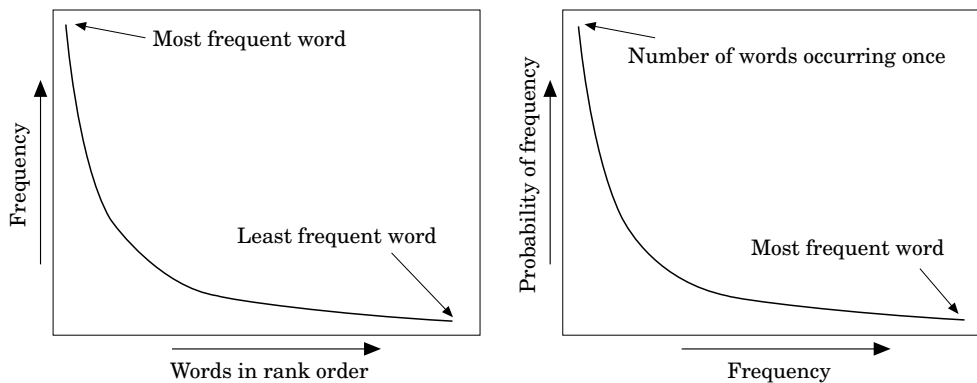 Most frequent word
Least frequent word
Frequency
Words in rank order
Number of words occurring once
Most frequent word
Probability of frequency
Frequency